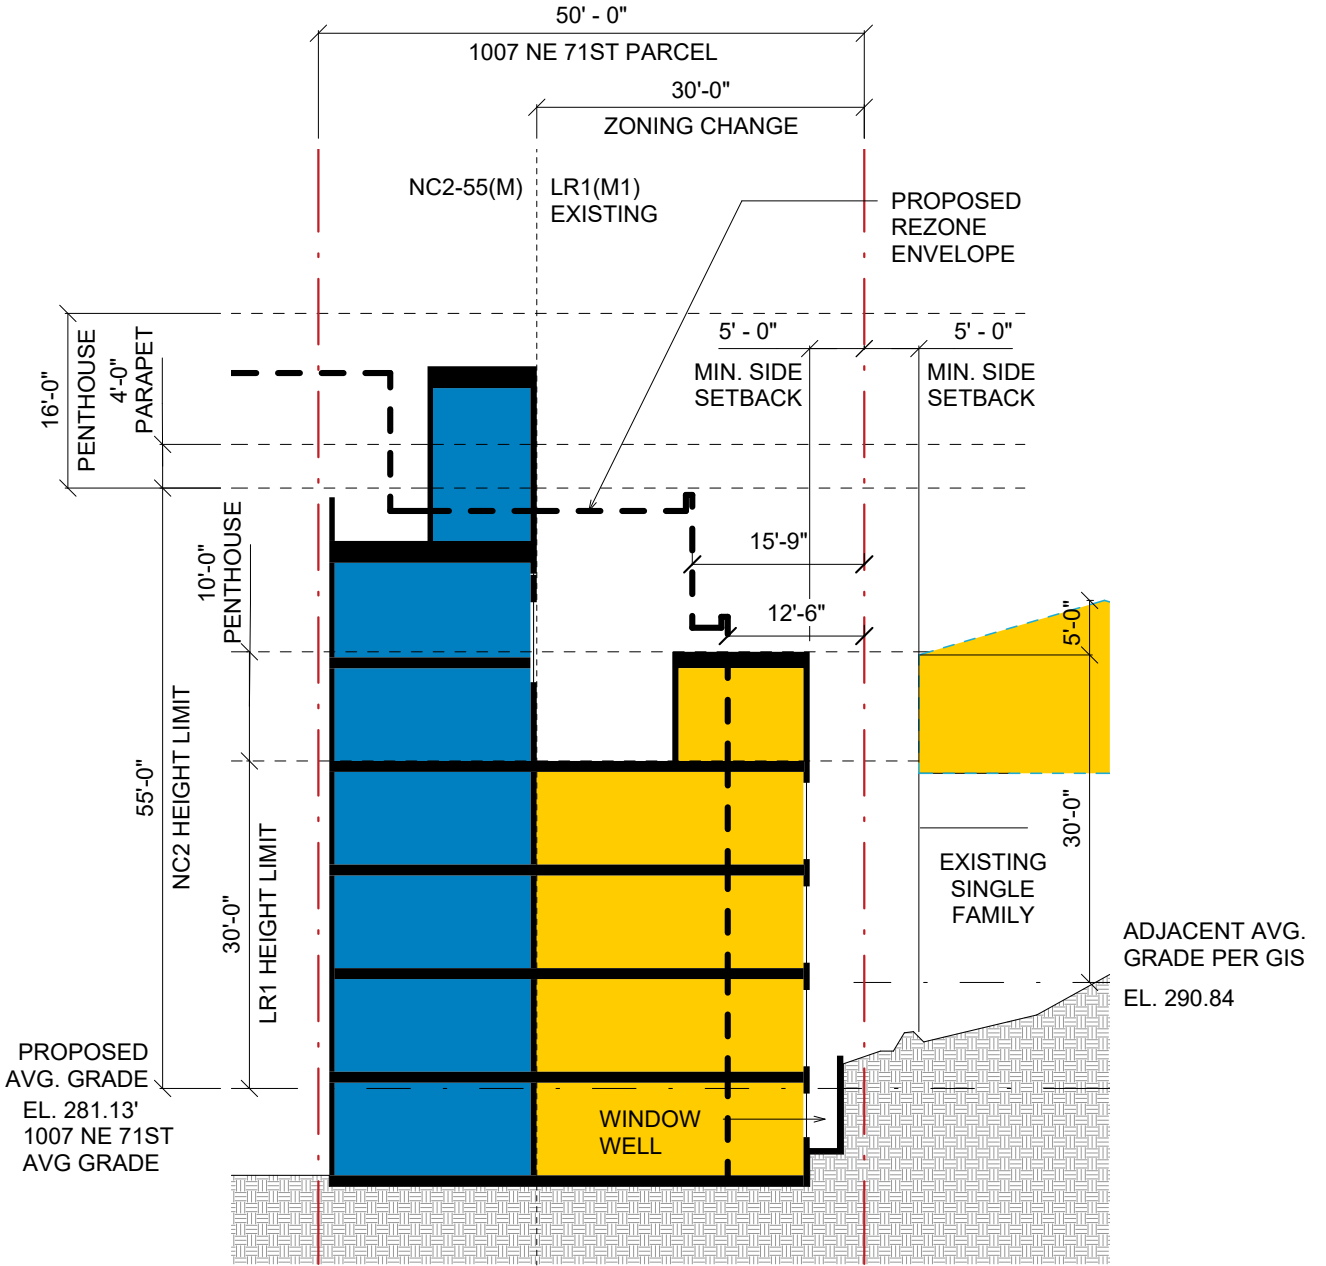 50' - 0"
1007 NE 71ST PARCEL
30'-0"
ZONING CHANGE
NC2-55(M)
LR1(M1)
EXISTING
PROPOSED
REZONE
ENVELOPE
5' - 0"
MIN. SIDE
SETBACK
5' - 0"
MIN. SIDE
SETBACK
16'-0"
PENTHOUSE
4'-0"
PARAPET
10'-0"
PENTHOUSE
15'-9"
12'-6"
5'-0"
55'-0"
NC2 HEIGHT LIMIT
30'-0"
LR1 HEIGHT LIMIT
30'-0"
EXISTING
SINGLE
FAMILY
ADJACENT AVG.
GRADE PER GIS
EL. 290.84
PROPOSED
AVG. GRADE
EL. 281.13'
1007 NE 71ST
AVG GRADE
WINDOW
WELL